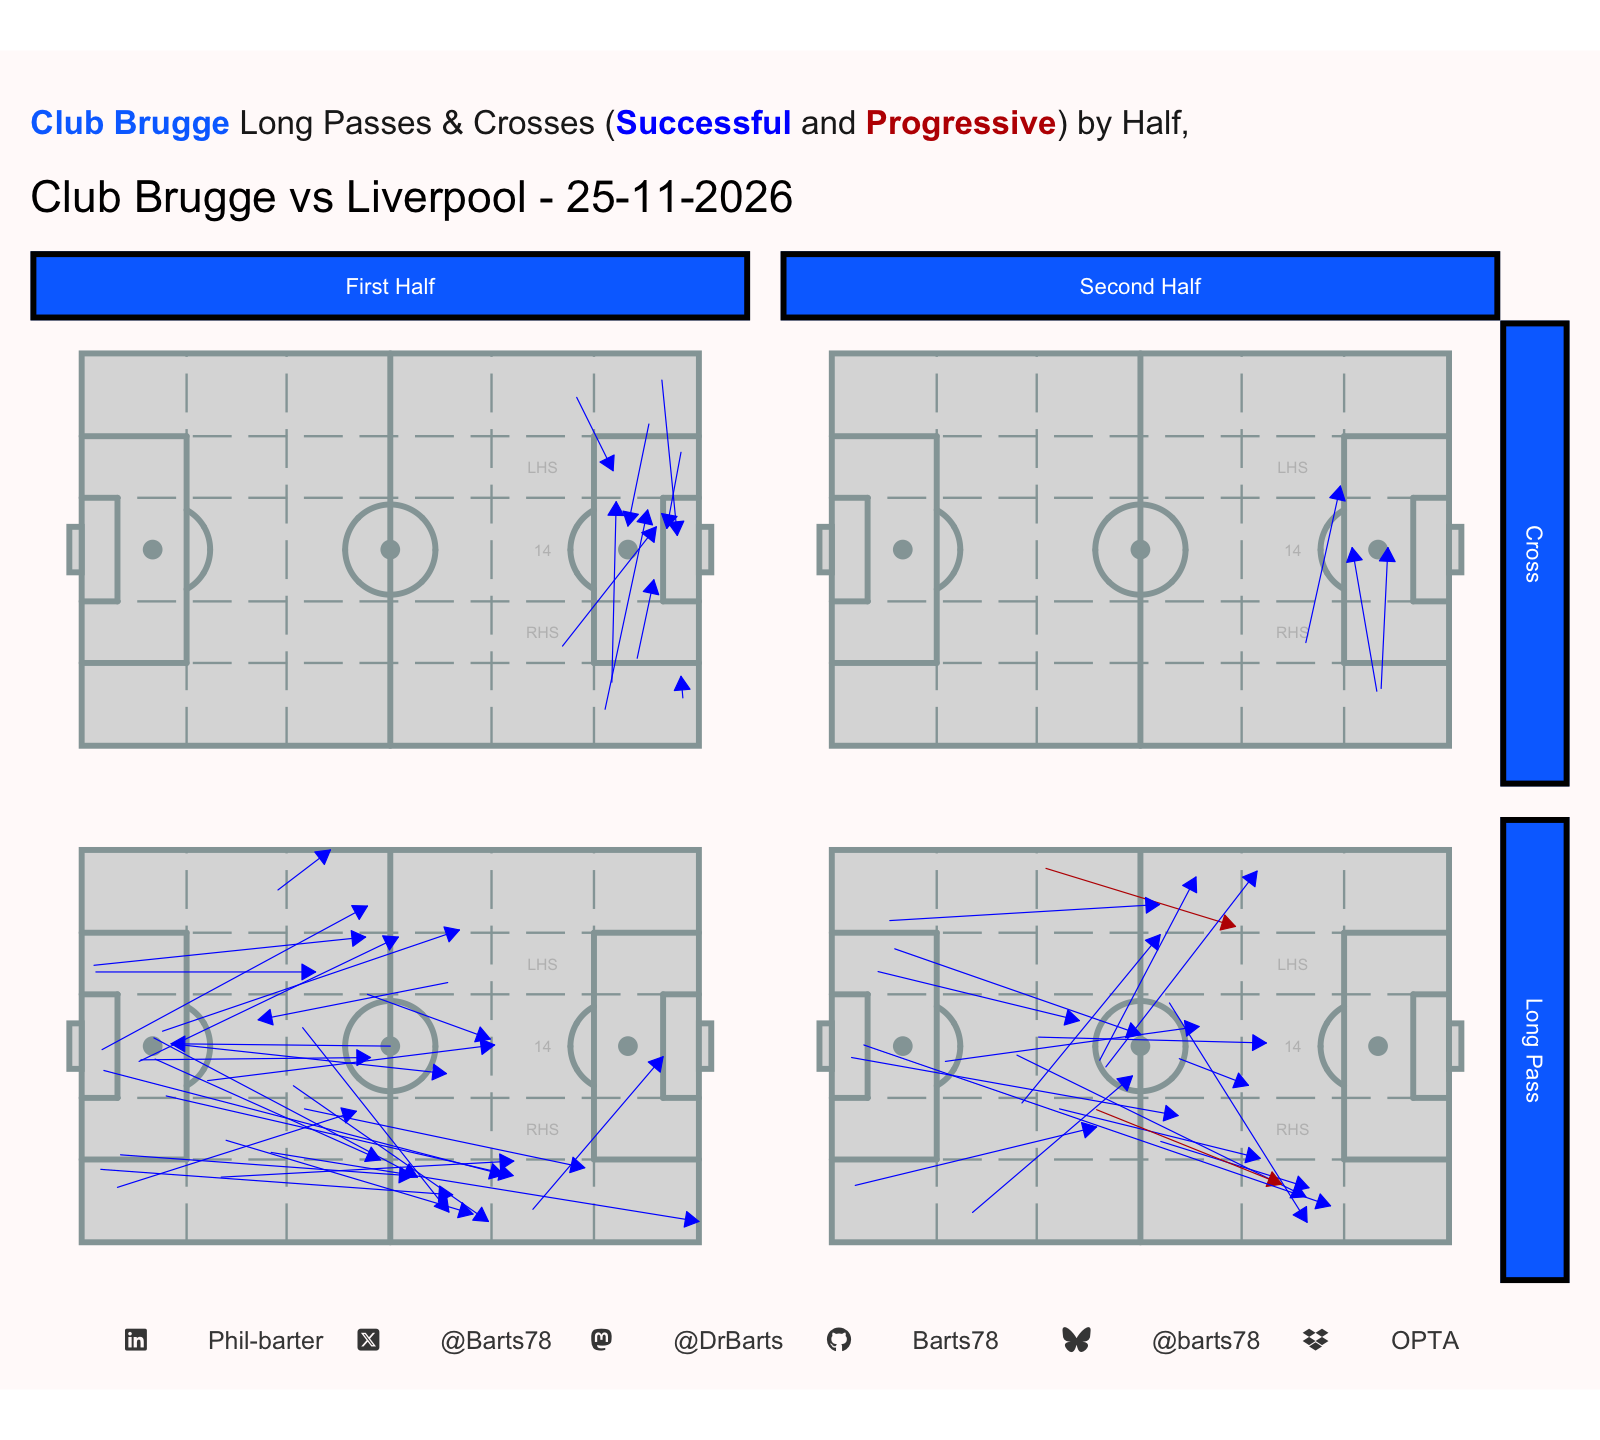 Club Brugge Long Passes & Crosses (Successful and Progressive) by Half,
Club Brugge vs Liverpool - 25-11-2026
First Half
Second Half
LHS
14
RHS
LHS
14
RHS
Cross
LHS
14
RHS
LHS
14
RHS
Long Pass
Phil-barter @Barts78 @DrBarts Barts78 @barts78 OPTA